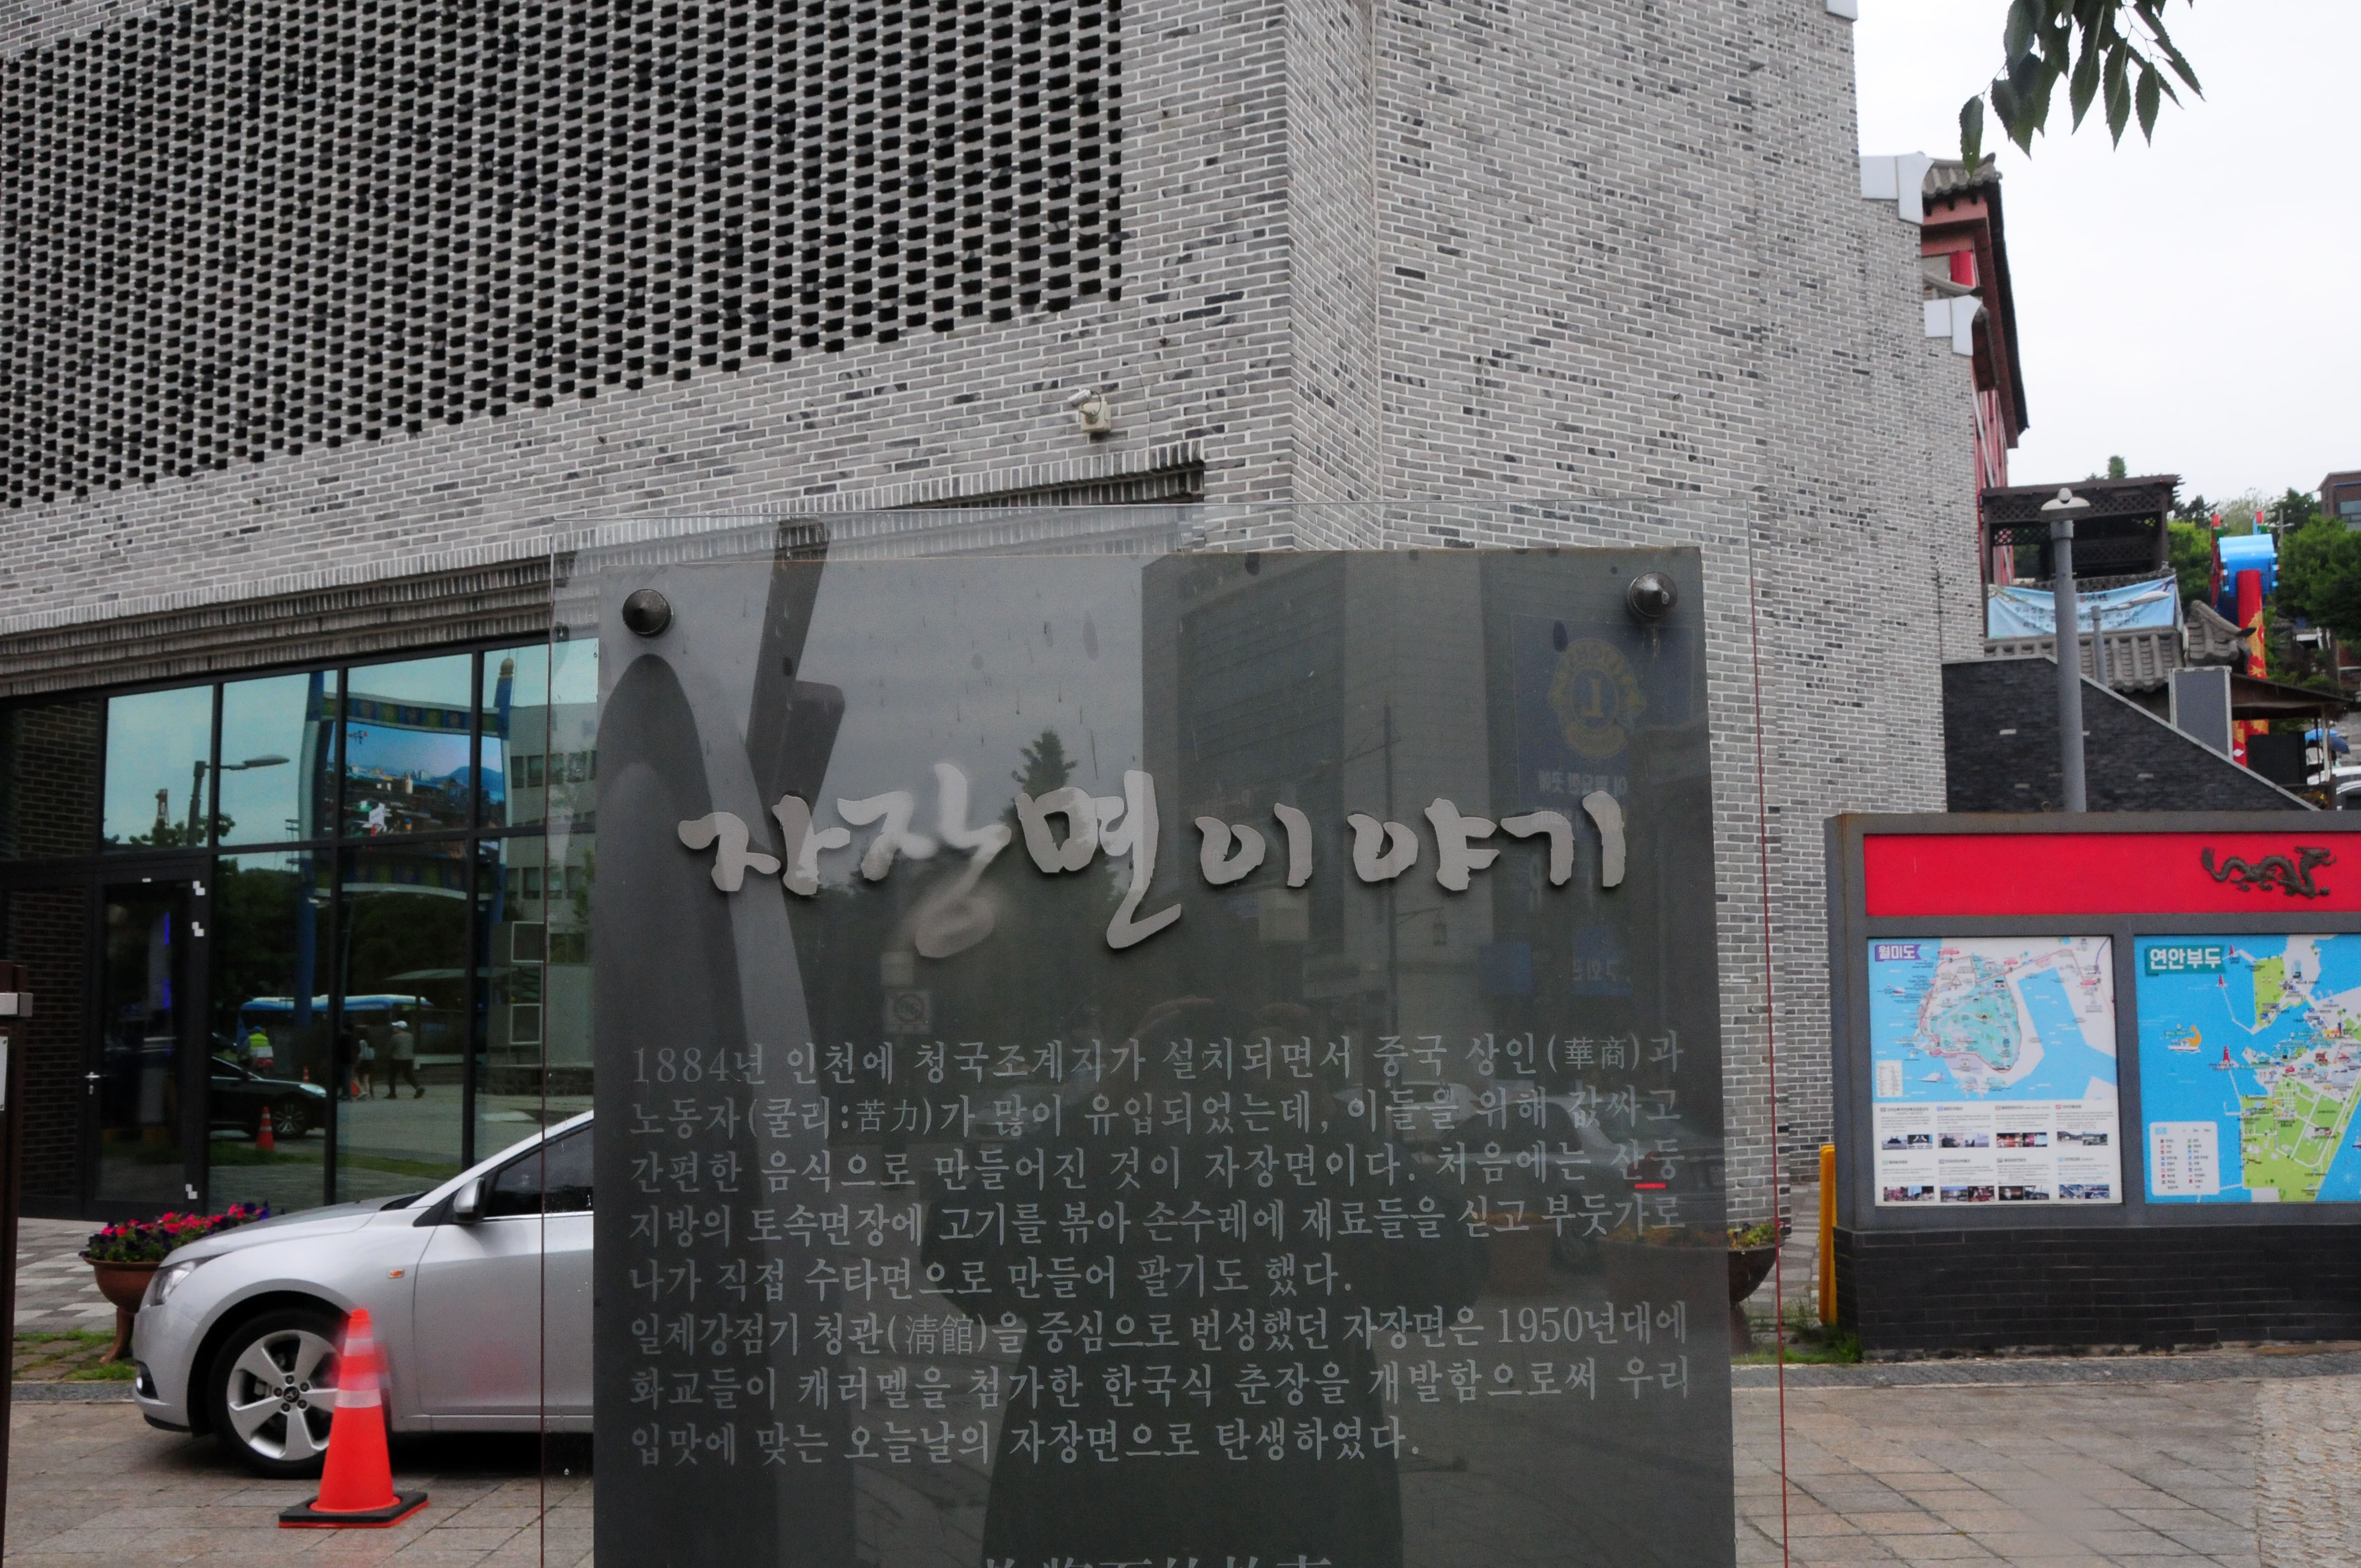 자장면 이야기
1884년 인천에 청국조계지가 설치되면서 중국 상인(華商)과
노동자(쿨리:苦力)가 많이 유입되었는데, 이들을 위해 값싸고
간편한 음식으로 만들어진 것이 자장면이다. 처음에는 산둥
지방의 토속면장에 고기를 볶아 손수레에 재료들을 싣고 부둣가로
나가 직접 수타면으로 만들어 팔기도 했다.
일제강점기 청관(淸館)을 중심으로 번성했던 자장면은 1950년대에
화교들이 캐러멜을 첨가한 한국식 춘장을 개발함으로써 우리
입맛에 맞는 오늘날의 자장면으로 탄생하였다.
월미도
연안부두